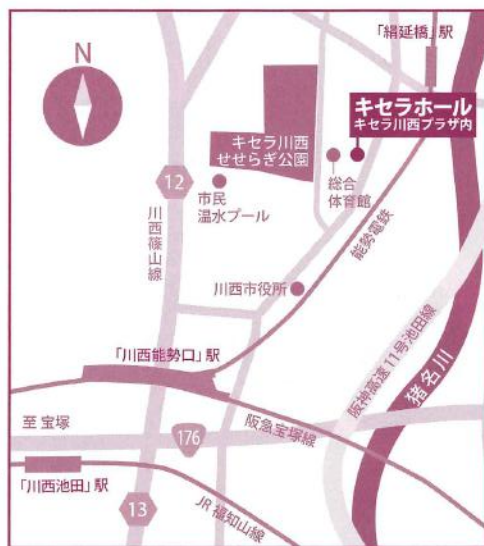 「絹延橋」駅
N
キセラホール
キセラ川西プラザ内
キセラ川西
せせらぎ公園
12
市民
温水プール
総合
体育館
川西篠山線
能勢電鉄
川西市役所
「川西能勢口」駅
阪神高速11号池田線
猪名川
至 宝塚
176
阪急宝塚線
「川西池田」駅
13
JR福知山線